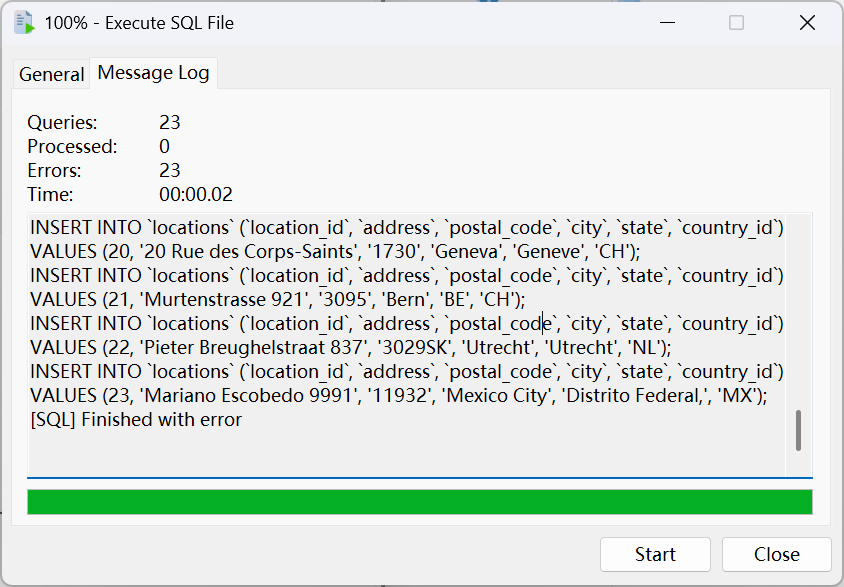 100% - Execute SQL File
General
Message Log
Queries: 23
Processed: 0
Errors: 23
Time: 00:00.02
INSERT INTO `locations` (`location_id`, `address`, `postal_code`, `city`, `state`, `country_id`)
VALUES (20, '20 Rue des Corps-Saints', '1730', 'Geneva', 'Geneve', 'CH');
INSERT INTO `locations` (`location_id`, `address`, `postal_code`, `city`, `state`, `country_id`)
VALUES (21, 'Murtenstrasse 921', '3095', 'Bern', 'BE', 'CH');
INSERT INTO `locations` (`location_id`, `address`, `postal_code`, `city`, `state`, `country_id`)
VALUES (22, 'Pieter Breughelstraat 837', '3029SK', 'Utrecht', 'Utrecht', 'NL');
INSERT INTO `locations` (`location_id`, `address`, `postal_code`, `city`, `state`, `country_id`)
VALUES (23, 'Mariano Escobedo 9991', '11932', 'Mexico City', 'Distrito Federal,', 'MX');
[SQL] Finished with error
Start
Close